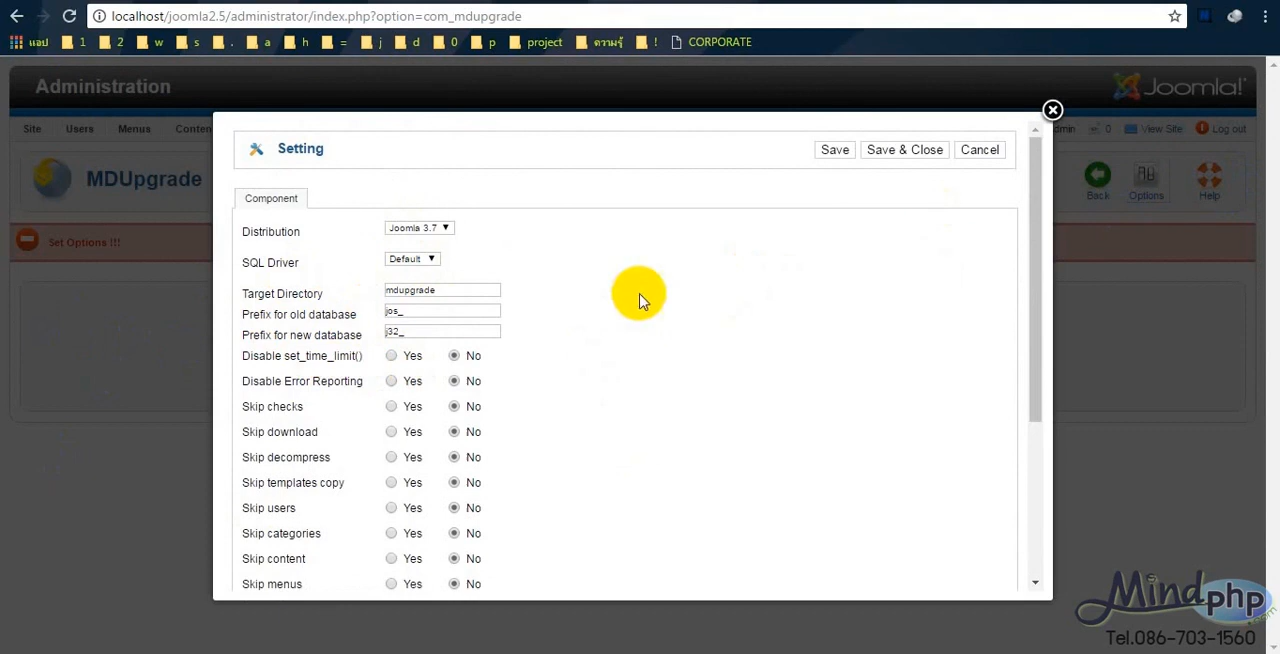 localhost/joomla2.5/administrator/index.php?option=com_mdupgrade
แอป 1 2 w s . a h = j d 0 p project ความรู้ ! CORPORATE
Administration
Joomla!
Site Users Menus Conten
dmin 0 View Site Log out
MDUpgrade
Back Options Help
Set Options !!!
Setting
Save Save & Close Cancel
Component
Distribution Joomla 3.7
SQL Driver Default
Target Directory mdupgrade
Prefix for old database jos_
Prefix for new database j32_
Disable set_time_limit() Yes No
Disable Error Reporting Yes No
Skip checks Yes No
Skip download Yes No
Skip decompress Yes No
Skip templates copy Yes No
Skip users Yes No
Skip categories Yes No
Skip content Yes No
Skip menus Yes No
Mindphp.com
Tel.086-703-1560